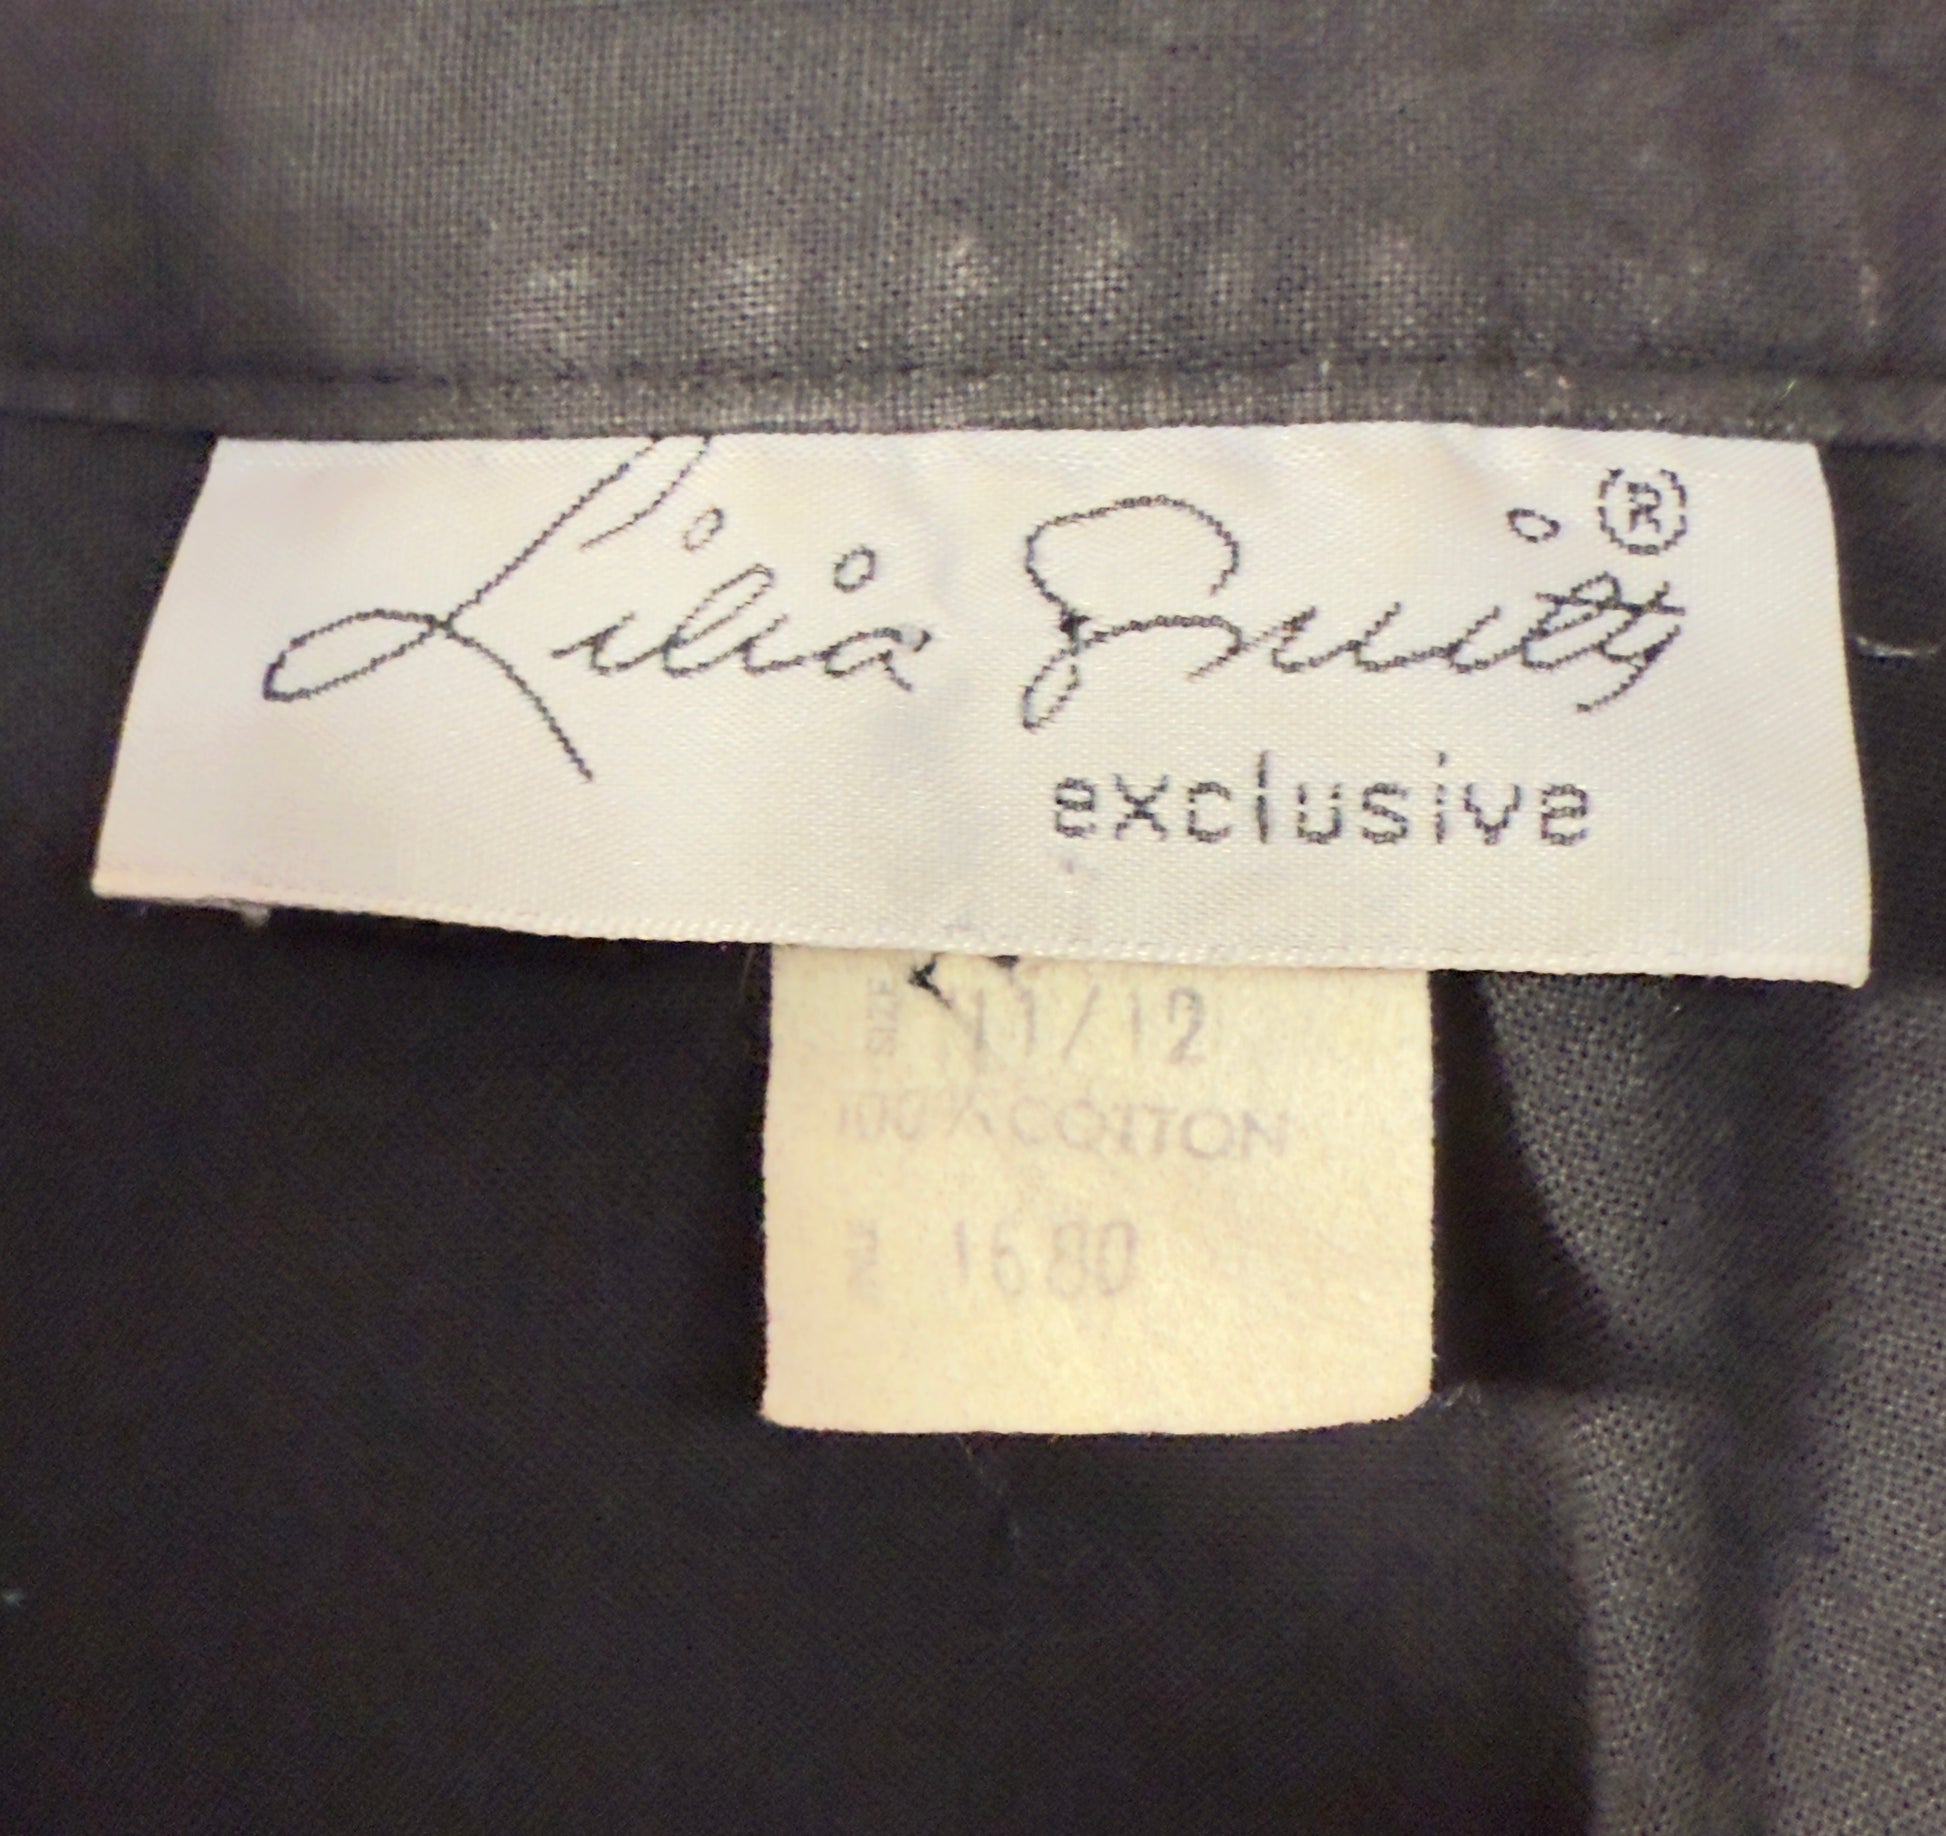 Lilia Smith®
exclusive
SIZE 11/12
100% COTTON
1680